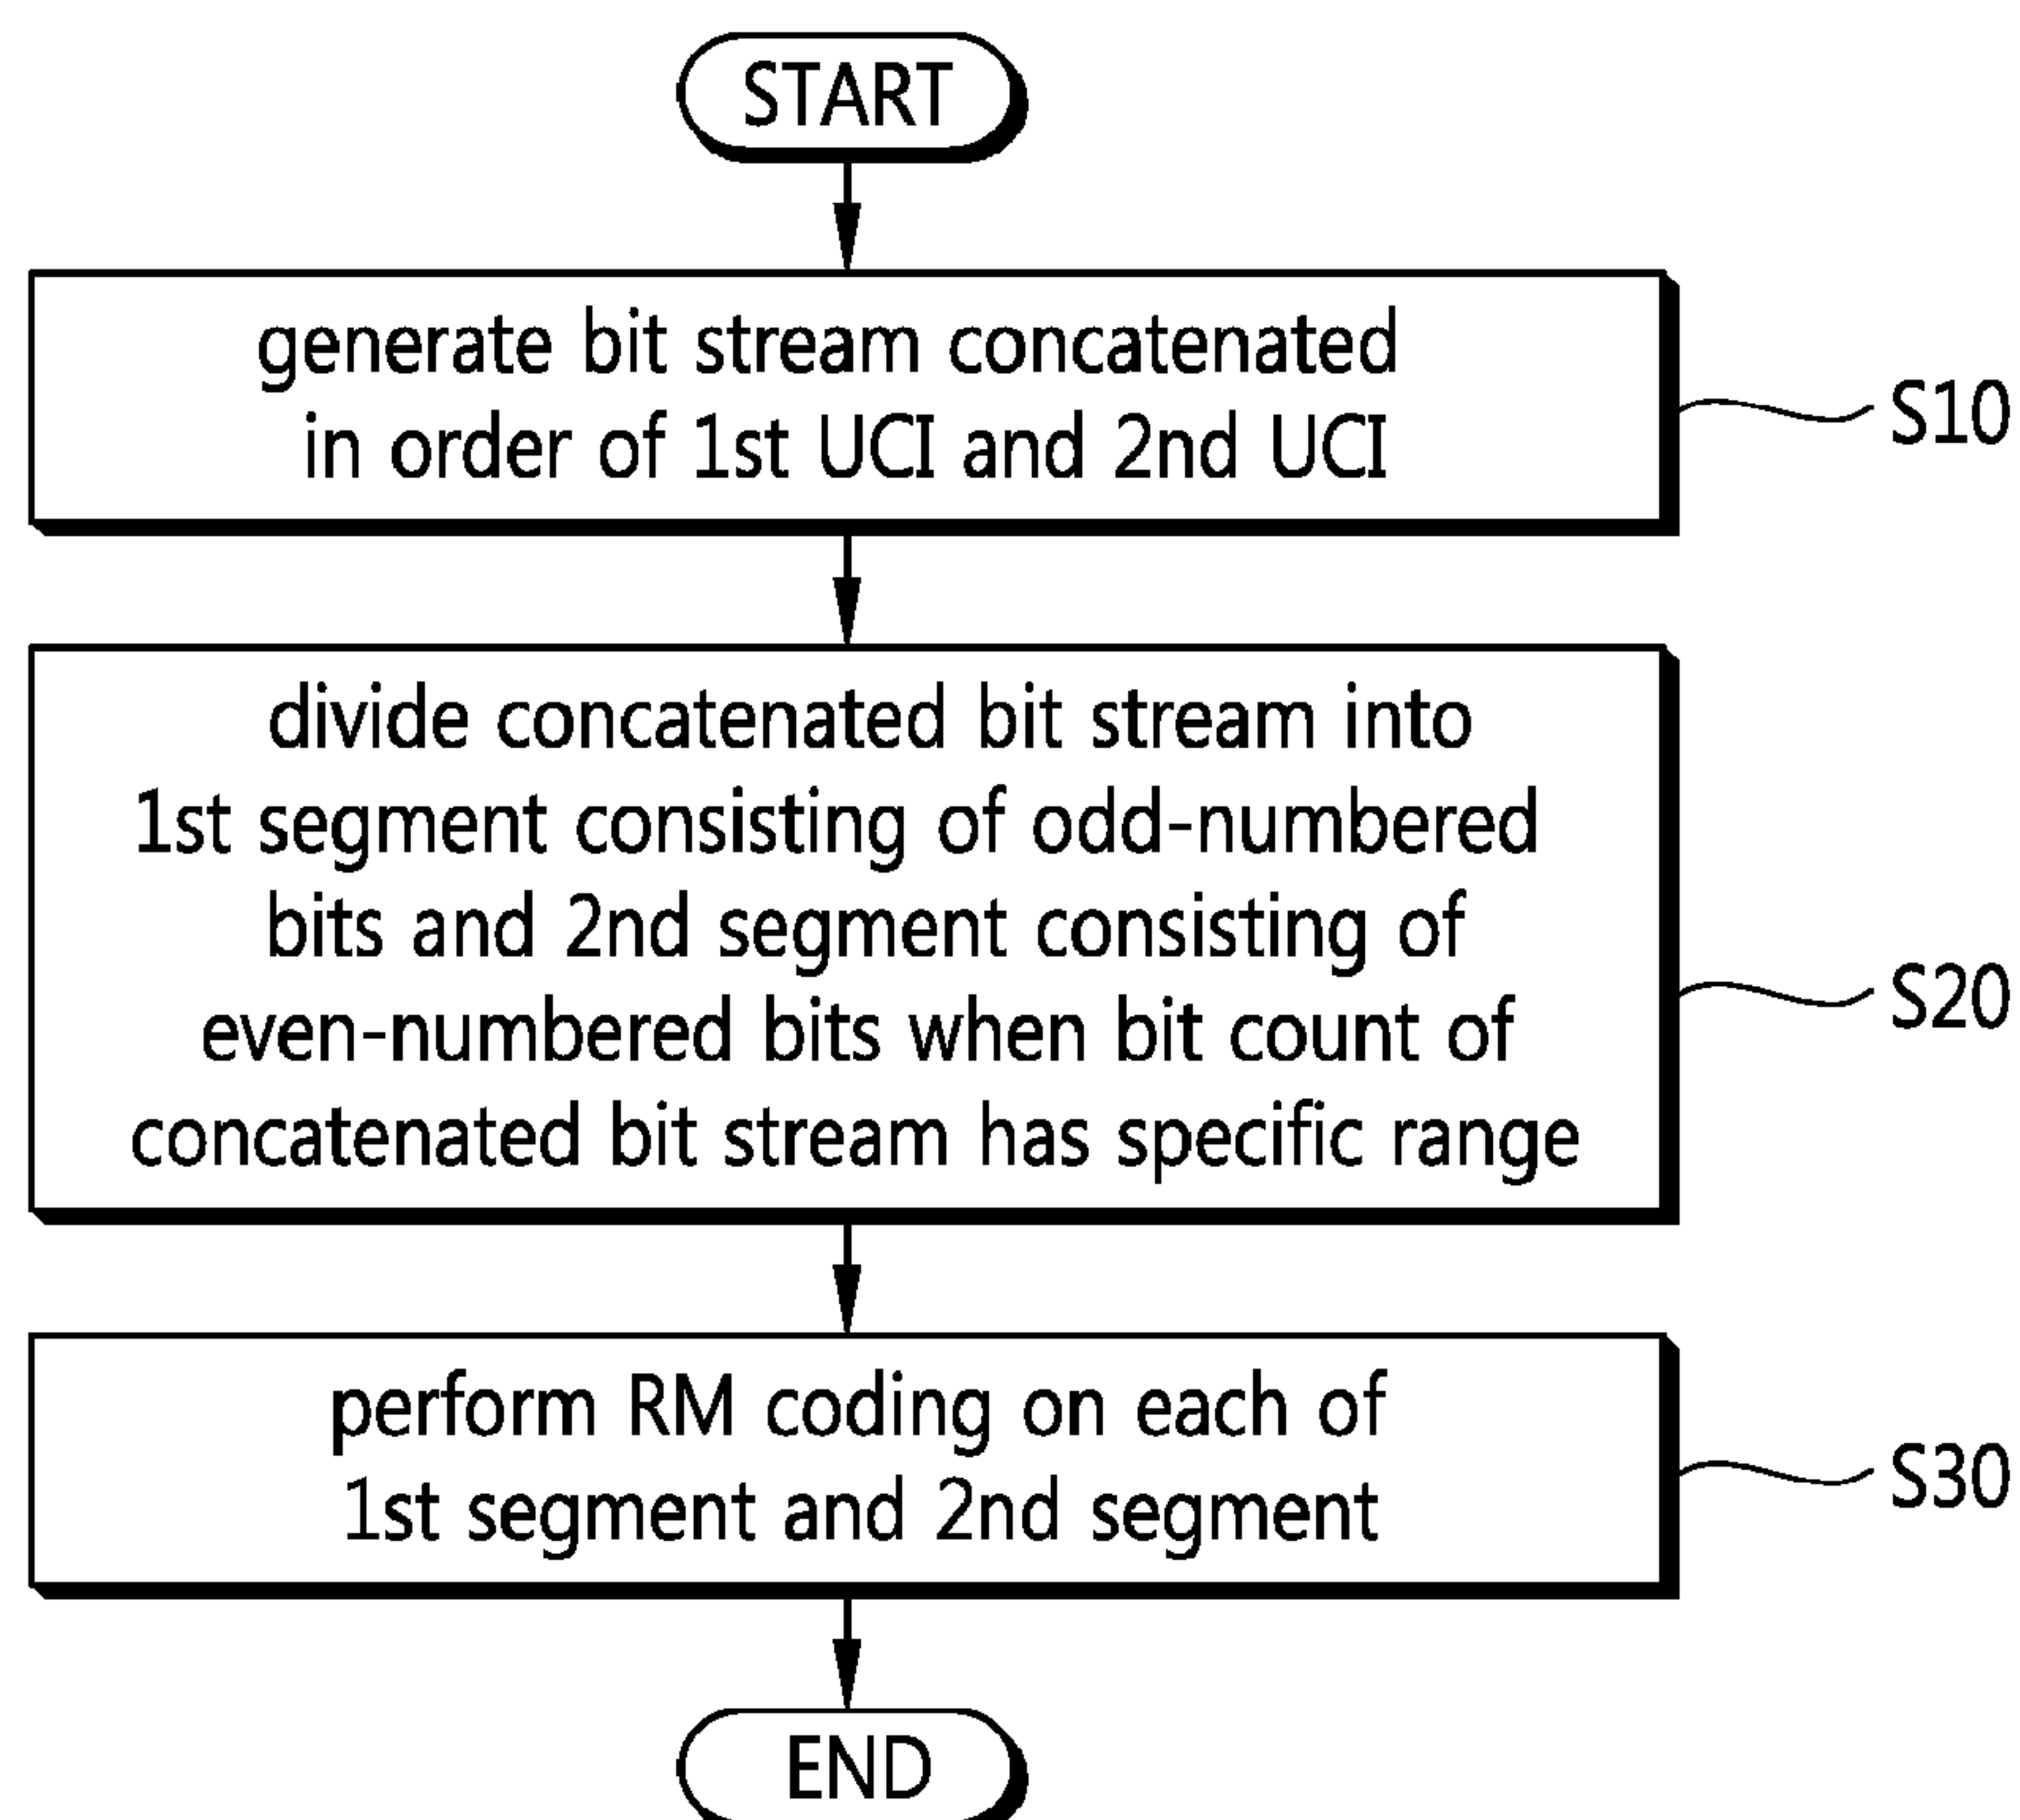 START
generate bit stream concatenated
in order of 1st UCI and 2nd UCI
S10
divide concatenated bit stream into
1st segment consisting of odd-numbered
bits and 2nd segment consisting of
even-numbered bits when bit count of
concatenated bit stream has specific range
S20
perform RM coding on each of
1st segment and 2nd segment
S30
END